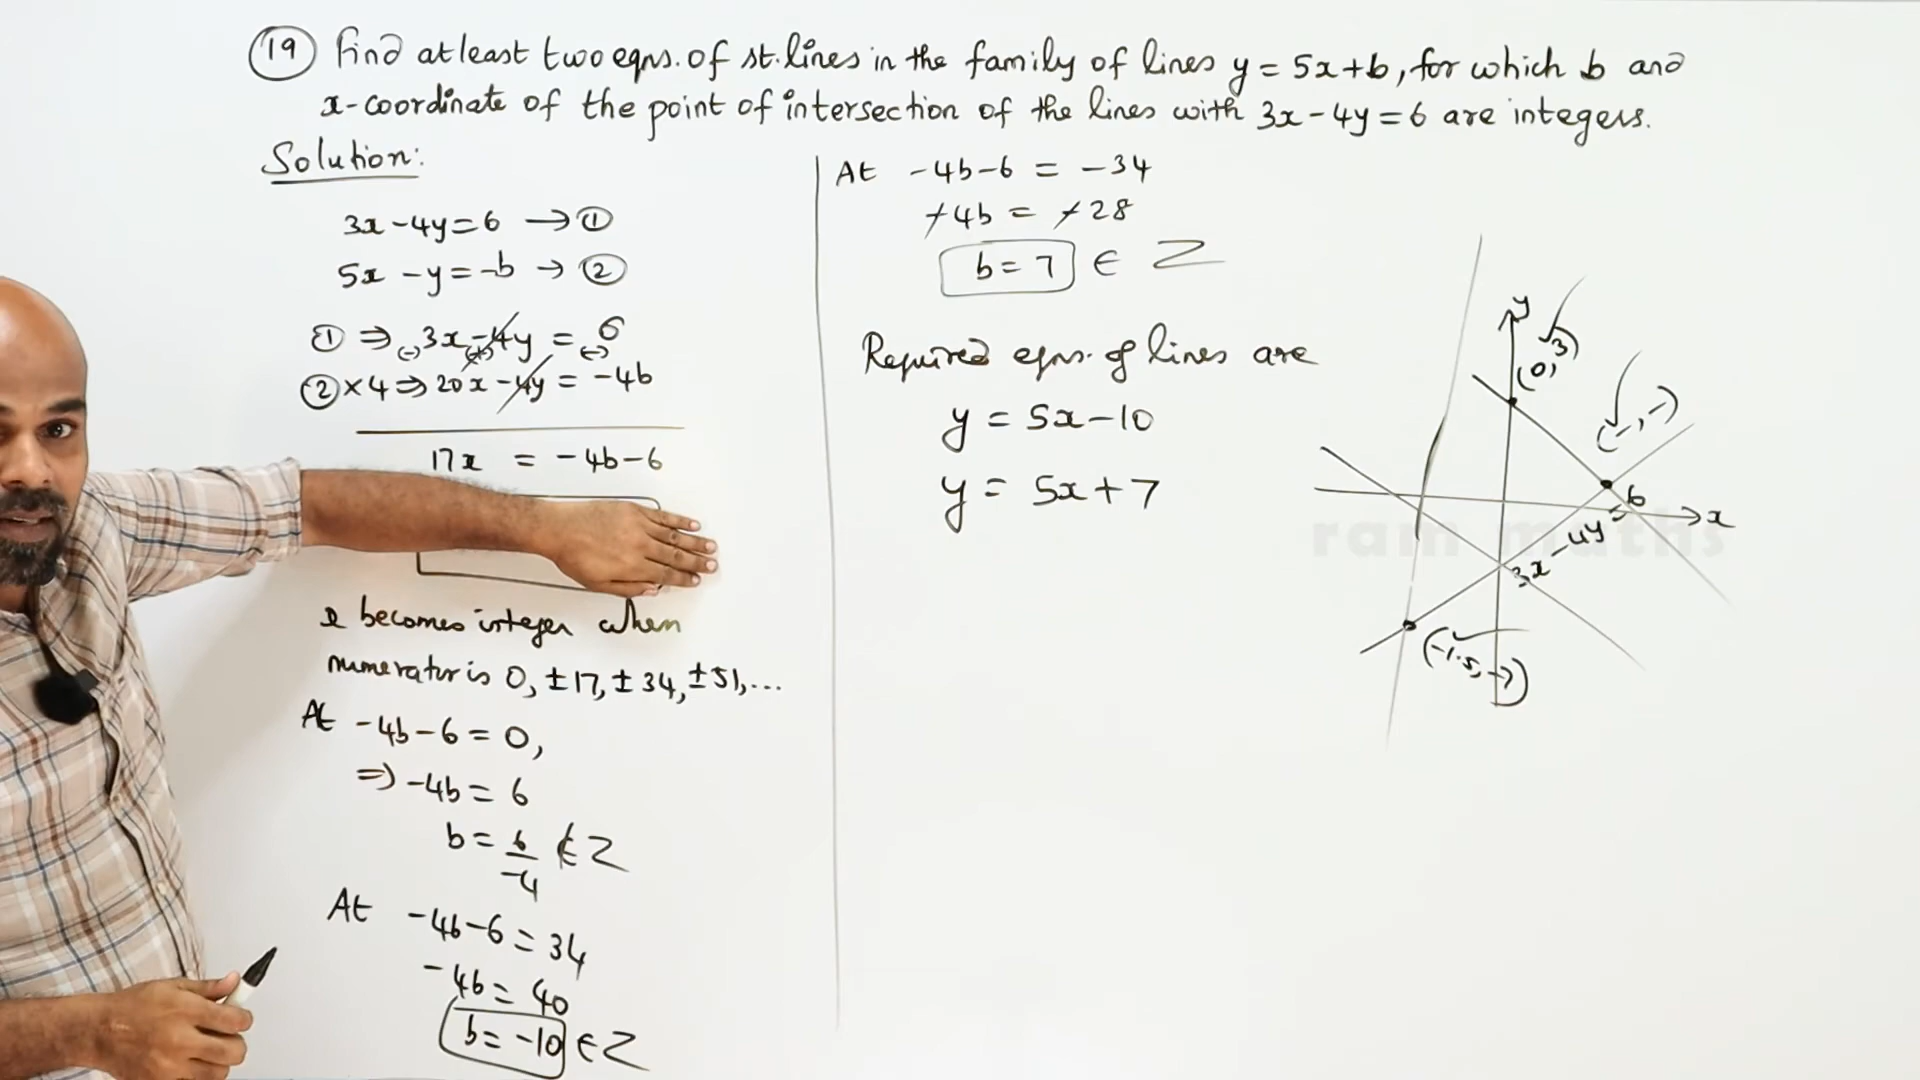 19 Find atleast two eqns. of st. lines in the family of lines y = 5x+b, for which b and
x-coordinate of the point of intersection of the lines with 3x-4y=6 are integers.
Solution:
3x-4y=6 → ①
5x-y=-b → ②
① ⇒ (-)3x-4y(+) = 6(-)
② × 4 ⇒ 20x-4y = -4b
17x = -4b-6
x becomes integer when
numerator is 0, ±17, ±34, ±51, ...
At -4b-6=0,
⇒ -4b = 6
b = 6/-4 ∉ Z
At -4b-6 = 34
-4b = 40
b = -10 ∈ Z
At -4b-6 = -34
-4b = -28
b = 7 ∈ Z
Required eqns. of lines are
y = 5x-10
y = 5x+7
y
(0, 3)
(-, -)
x
3x-4y=6
(-1.5, -7)
ram maths